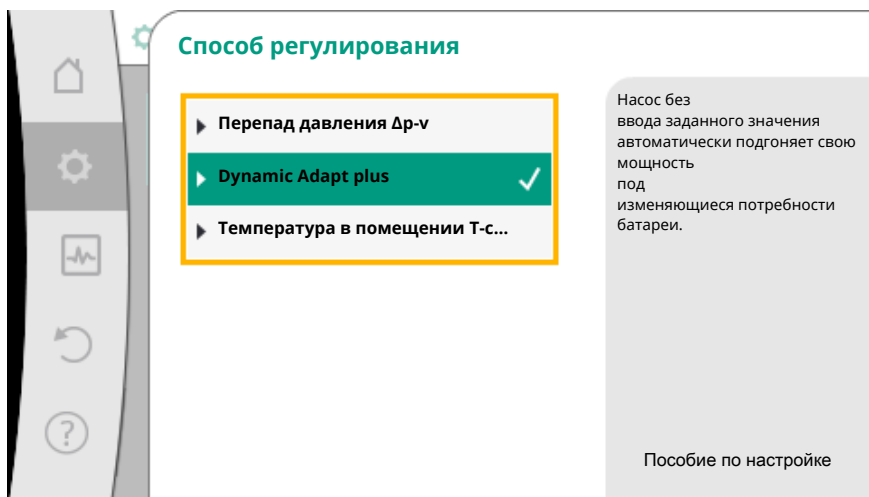 Способ регулирования
Перепад давления Δp-v
Dynamic Adapt plus
Температура в помещении T-c...
Насос без
ввода заданного значения
автоматически подгоняет свою
мощность
под
изменяющиеся потребности
батареи.
Пособие по настройке